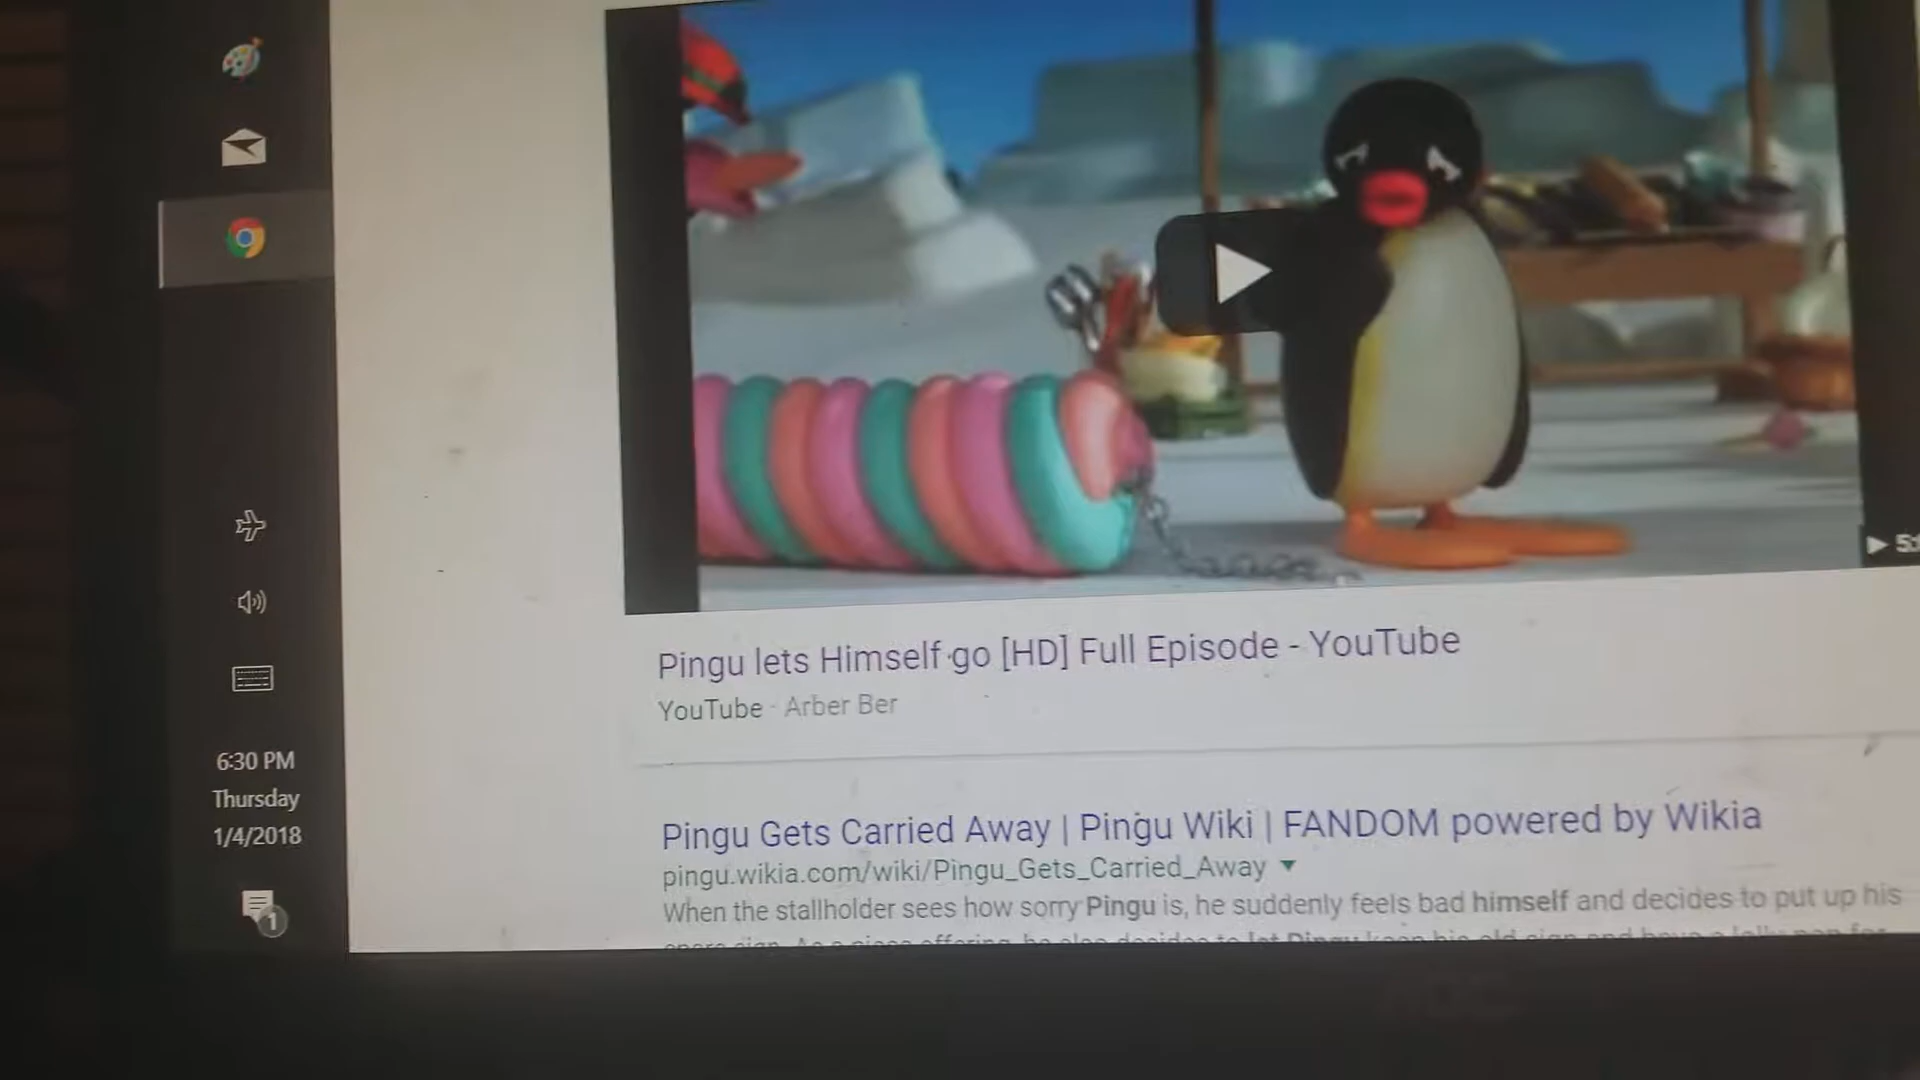 Pingu lets Himself go [HD] Full Episode - YouTube
YouTube · Arber Ber
Pingu Gets Carried Away | Pingu Wiki | FANDOM powered by Wikia
pingu.wikia.com/wiki/Pingu_Gets_Carried_Away
When the stallholder sees how sorry Pingu is, he suddenly feels bad himself and decides to put up his
6:30 PM
Thursday
1/4/2018
1